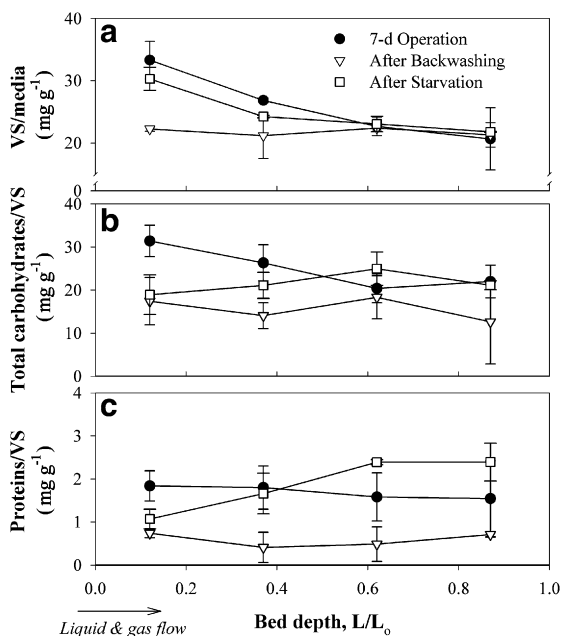 a
7-d Operation
After Backwashing
After Starvation
VS/media
(mg g⁻¹)
40
30
20
0
b
Total carbohydrates/VS
(mg g⁻¹)
40
30
20
10
0
c
Proteins/VS
(mg g⁻¹)
4
3
2
1
0
0.0 0.2 0.4 0.6 0.8 1.0
Bed depth, L/Lₒ
Liquid & gas flow